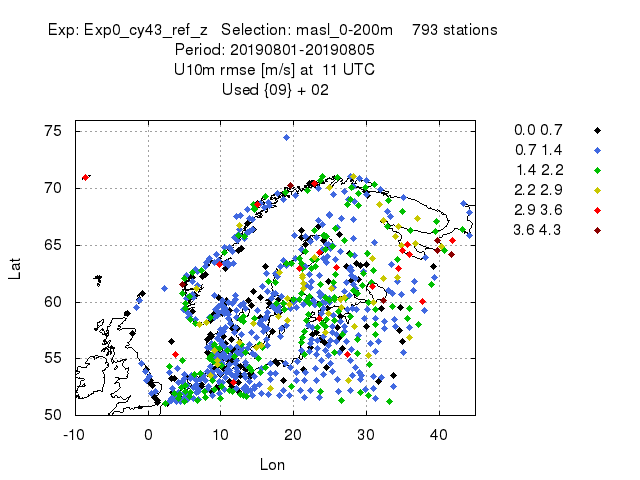 Exp: Exp0_cy43_ref_z Selection: masl_0-200m 793 stations
Period: 20190801-20190805
U10m rmse [m/s] at 11 UTC
Used {09} + 02
75
70
65
60
55
50
-10 0 10 20 30 40
Lat
Lon
0.0 0.7
0.7 1.4
1.4 2.2
2.2 2.9
2.9 3.6
3.6 4.3